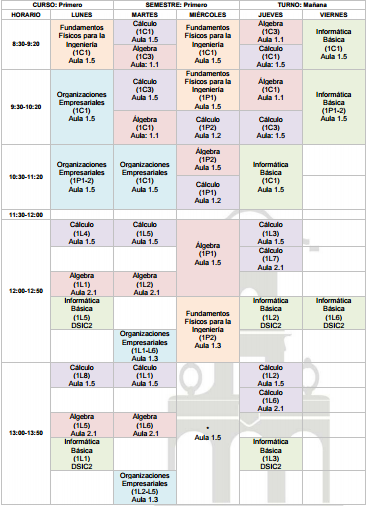 CURSO: Primero SEMESTRE: Primero TURNO: Mañana
HORARIO LUNES MARTES MIÉRCOLES JUEVES VIERNES
8:30-9:20
Fundamentos
Físicos para la
Ingeniería
(1C1)
Aula 1.5
Cálculo
(1C1)
Aula 1.5
Álgebra
(1C3)
Aula: 1.1
Fundamentos
Físicos para la
Ingeniería
(1C1)
Aula 1.5
Álgebra
(1C3)
Aula: 1.1
Cálculo
(1C1)
Aula: 1.5
Informática
Básica
(1C1)
Aula 1.5
9:30-10:20
Organizaciones
Empresariales
(1C1)
Aula 1.5
Cálculo
(1C3)
Aula 1.5
Álgebra
(1C1)
Aula: 1.1
Fundamentos
Físicos para la
Ingeniería
(1P1)
Aula 1.5
Cálculo
(1P2)
Aula 1.2
Álgebra
(1C1)
Aula: 1.1
Cálculo
(1C3)
Aula: 1.5
Informática
Básica
(1P1-2)
Aula 1.5
10:30-11:20
Organizaciones
Empresariales
(1P1-2)
Aula 1.5
Organizaciones
Empresariales
(1C1)
Aula 1.5
Álgebra
(1P2)
Aula 1.5
Cálculo
(1P1)
Aula 1.2
Informática
Básica
(1C1)
Aula 1.5
11:30-12:00
12:00-12:50
Cálculo
(1L4)
Aula 1.5
Álgebra
(1L1)
Aula 2.1
Informática
Básica
(1L5)
DSIC2
Cálculo
(1L5)
Aula 1.5
Álgebra
(1L2)
Aula 2.1
Organizaciones
Empresariales
(1L1-L6)
Aula 1.3
Álgebra
(1P1)
Aula 1.5
Fundamentos
Físicos para la
Ingeniería
(1P2)
Aula 1.3
Cálculo
(1L3)
Aula 1.5
Cálculo
(1L7)
Aula 2.1
Informática
Básica
(1L2)
DSIC2
Informática
Básica
(1L6)
DSIC2
13:00-13:50
Cálculo
(1L8)
Aula 1.5
Álgebra
(1L5)
Aula 2.1
Informática
Básica
(1L1)
DSIC2
Cálculo
(1L1)
Aula 1.5
Álgebra
(1L6)
Aula 2.1
Organizaciones
Empresariales
(1L2-L5)
Aula 1.3
*
Aula 1.5
Cálculo
(1L2)
Aula 1.5
Cálculo
(1L6)
Aula 2.1
Informática
Básica
(1L3)
DSIC2